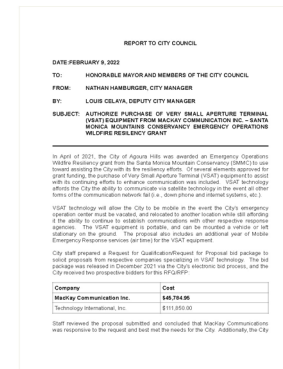 REPORT TO CITY COUNCIL
DATE:FEBRUARY 9, 2022
TO: HONORABLE MAYOR AND MEMBERS OF THE CITY COUNCIL
FROM: NATHAN HAMBURGER, CITY MANAGER
BY: LOUIS CELAYA, DEPUTY CITY MANAGER
SUBJECT: AUTHORIZE PURCHASE OF VERY SMALL APERTURE TERMINAL
(VSAT) EQUIPMENT FROM MACKAY COMMUNICATION INC. – SANTA
MONICA MOUNTAINS CONSERVANCY EMERGENCY OPERATIONS
WILDFIRE RESILIENCY GRANT
In April of 2021, the City of Agoura Hills was awarded an Emergency Operations
Wildfire Resiliency grant from the Santa Monica Mountain Conservancy (SMMC) to use
toward assisting the City with its fire resiliency efforts. Of several elements approved for
grant funding, the purchase of Very Small Aperture Terminal (VSAT) equipment to assist
with its continuing efforts to enhance communication was included. VSAT technology
affords the City the ability to communicate via satellite technology in the event all other
forms of the communication network fail (i.e., down phone and internet systems, etc.).
VSAT technology will allow the City to be mobile in the event the City's emergency
operation center must be vacated, and relocated to another location while still affording
it the ability to continue to establish communications with other respective response
agencies. The VSAT equipment is portable, and can be mounted a vehicle or left
stationary on the ground. The proposal also includes an additional year of Mobile
Emergency Response services (air time) for the VSAT equipment.
City staff prepared a Request for Qualification/Request for Proposal bid package to
solicit proposals from respective companies specializing in VSAT technology. The bid
package was released in December 2021 via the City's electronic bid process, and the
City received two prospective bidders for this RFQ/RFP:
Company Cost
MacKay Communication Inc. $45,784.95
Technology International, Inc. $111,850.00
Staff reviewed the proposal submitted and concluded that MacKay Communications
was responsive to the request and best met the needs for the City. Additionally, the City